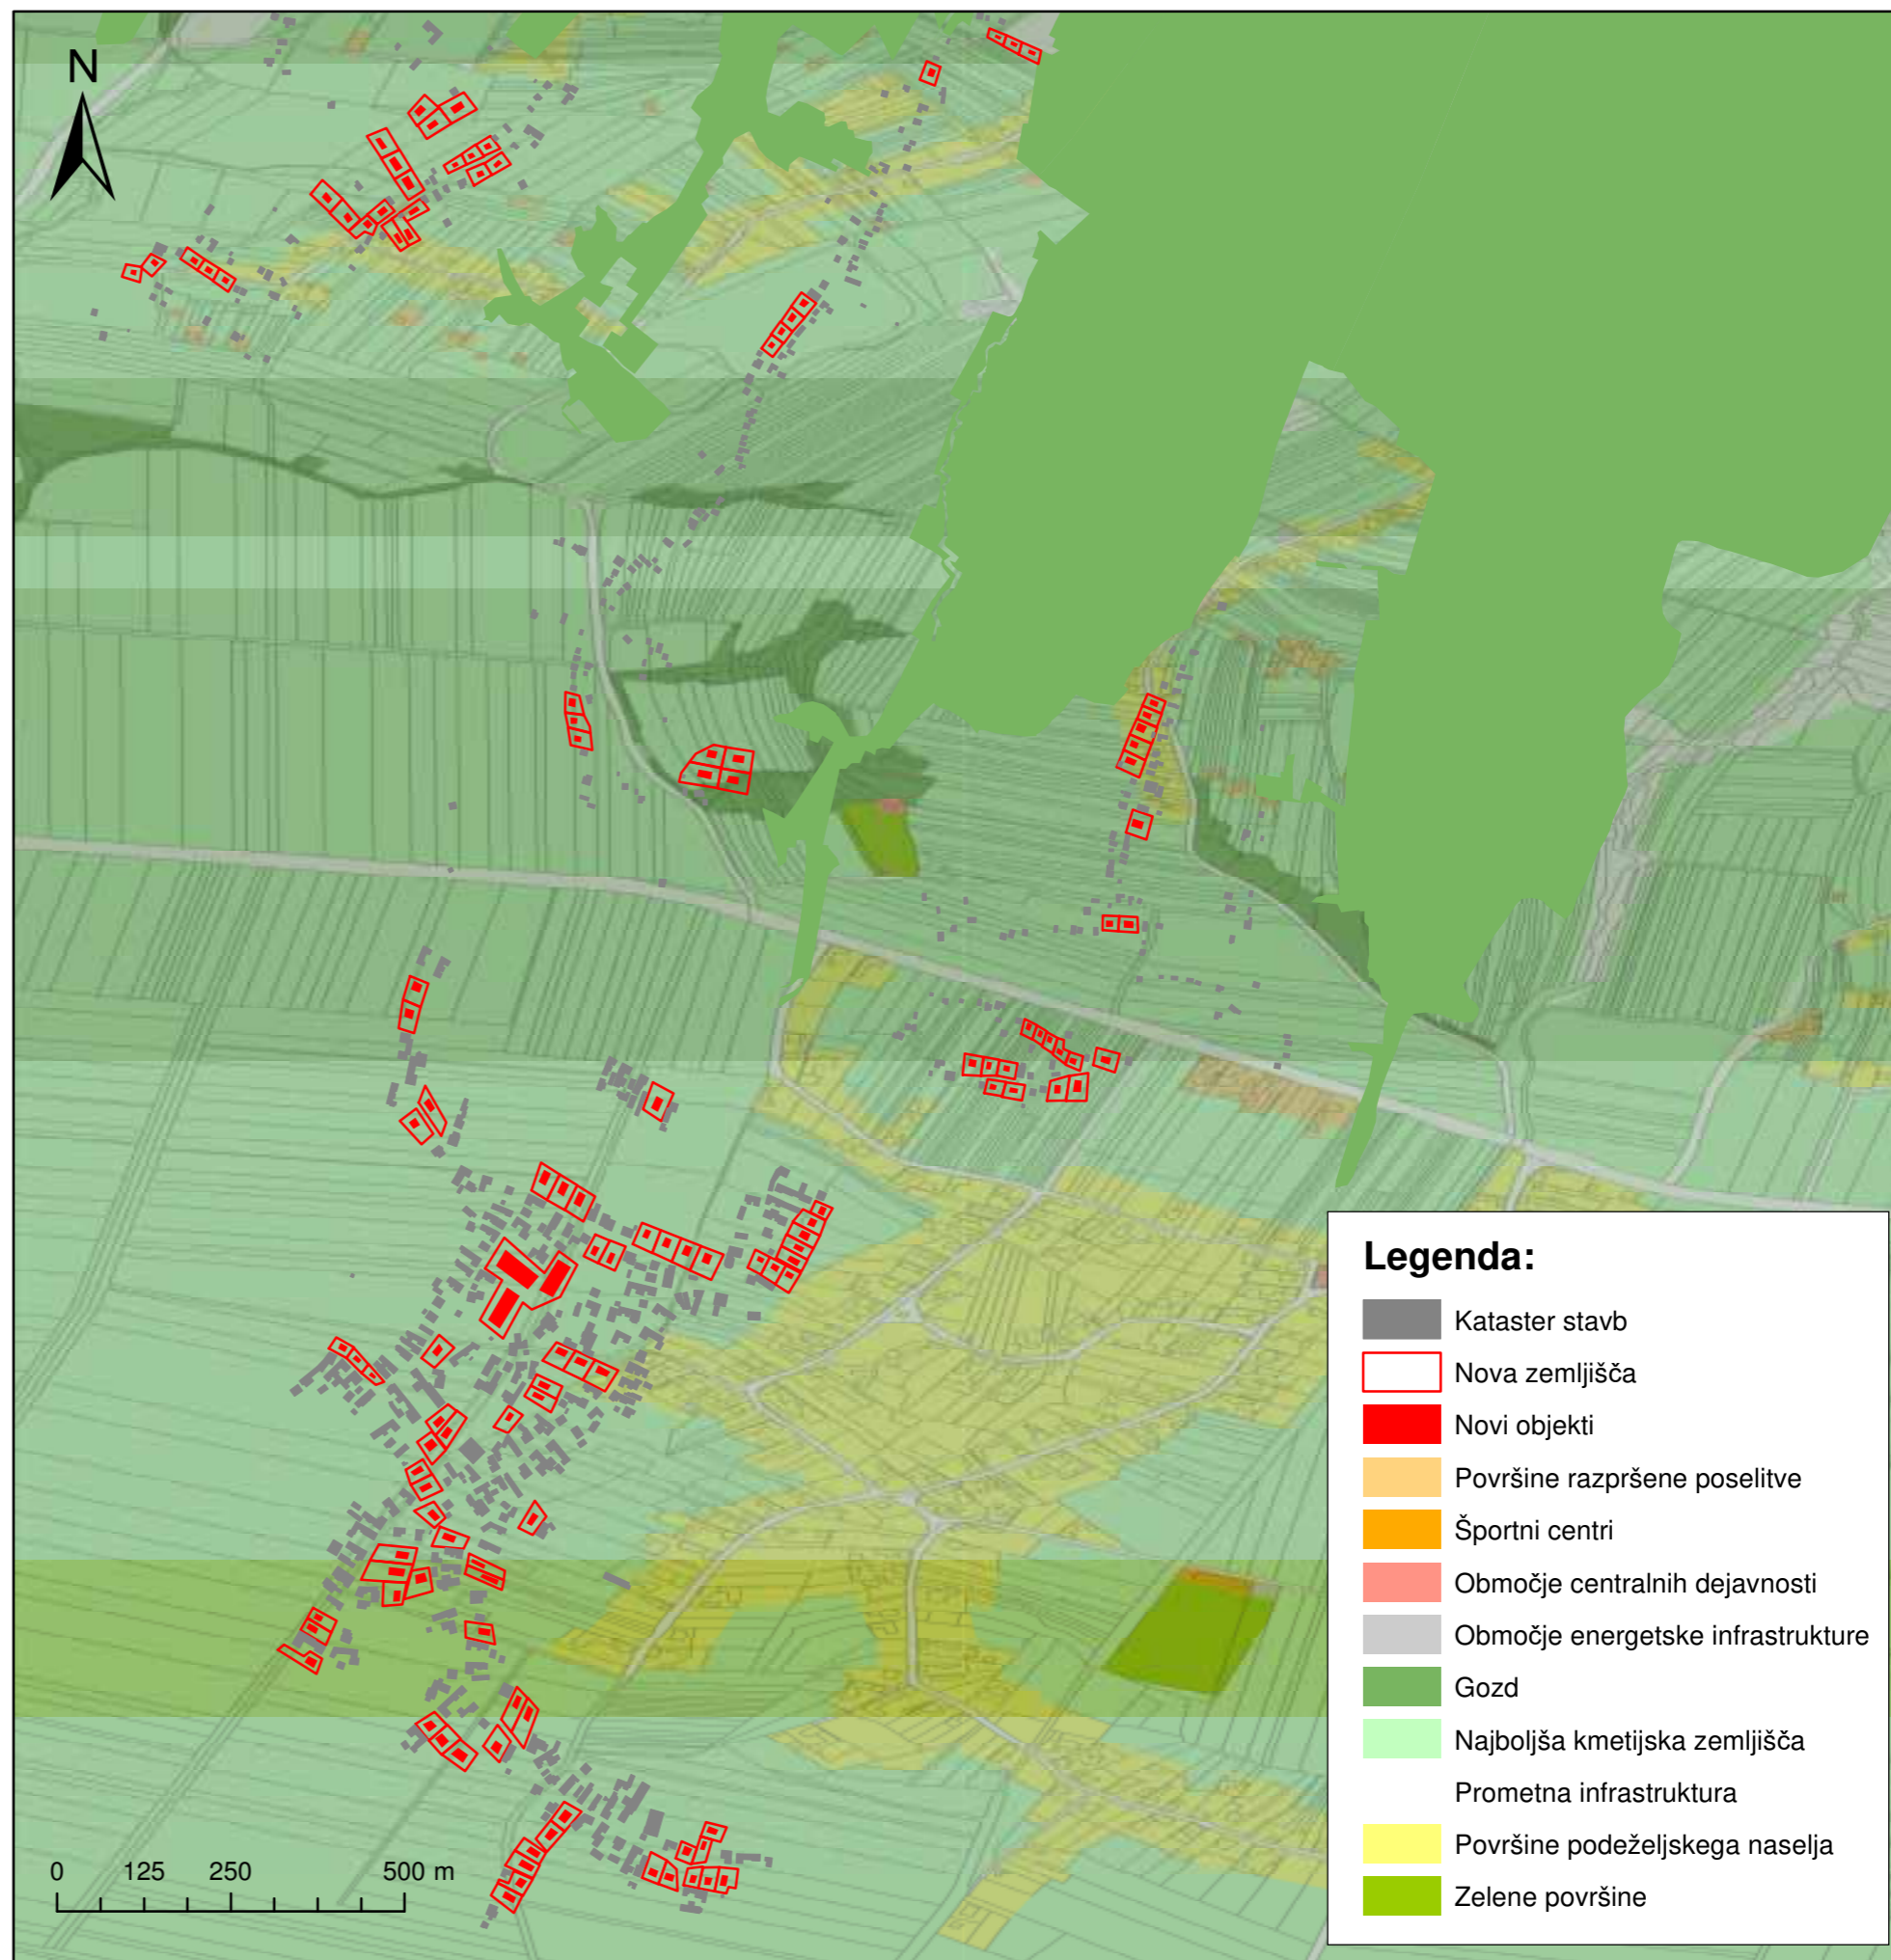 N
Legenda:
Kataster stavb
Nova zemljišča
Novi objekti
Površine razpršene poselitve
Športni centri
Območje centralnih dejavnosti
Območje energetske infrastrukture
Gozd
Najboljša kmetijska zemljišča
Prometna infrastruktura
Površine podeželjskega naselja
Zelene površine
0 125 250 500 m